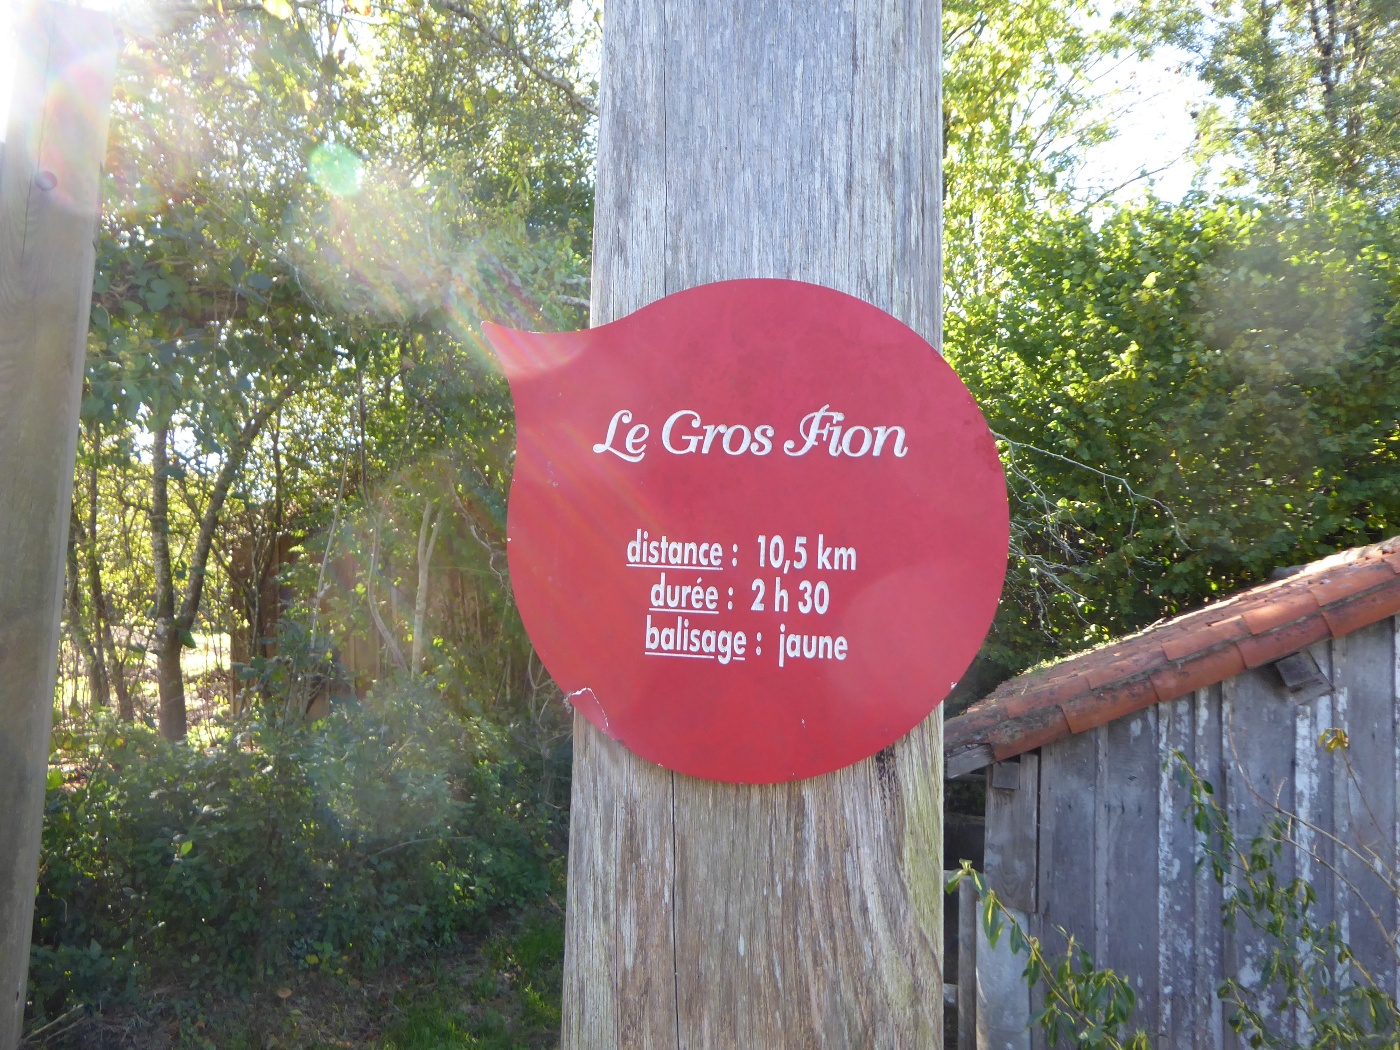 Le Gros Fion
distance : 10,5 km
durée : 2 h 30
balisage : jaune